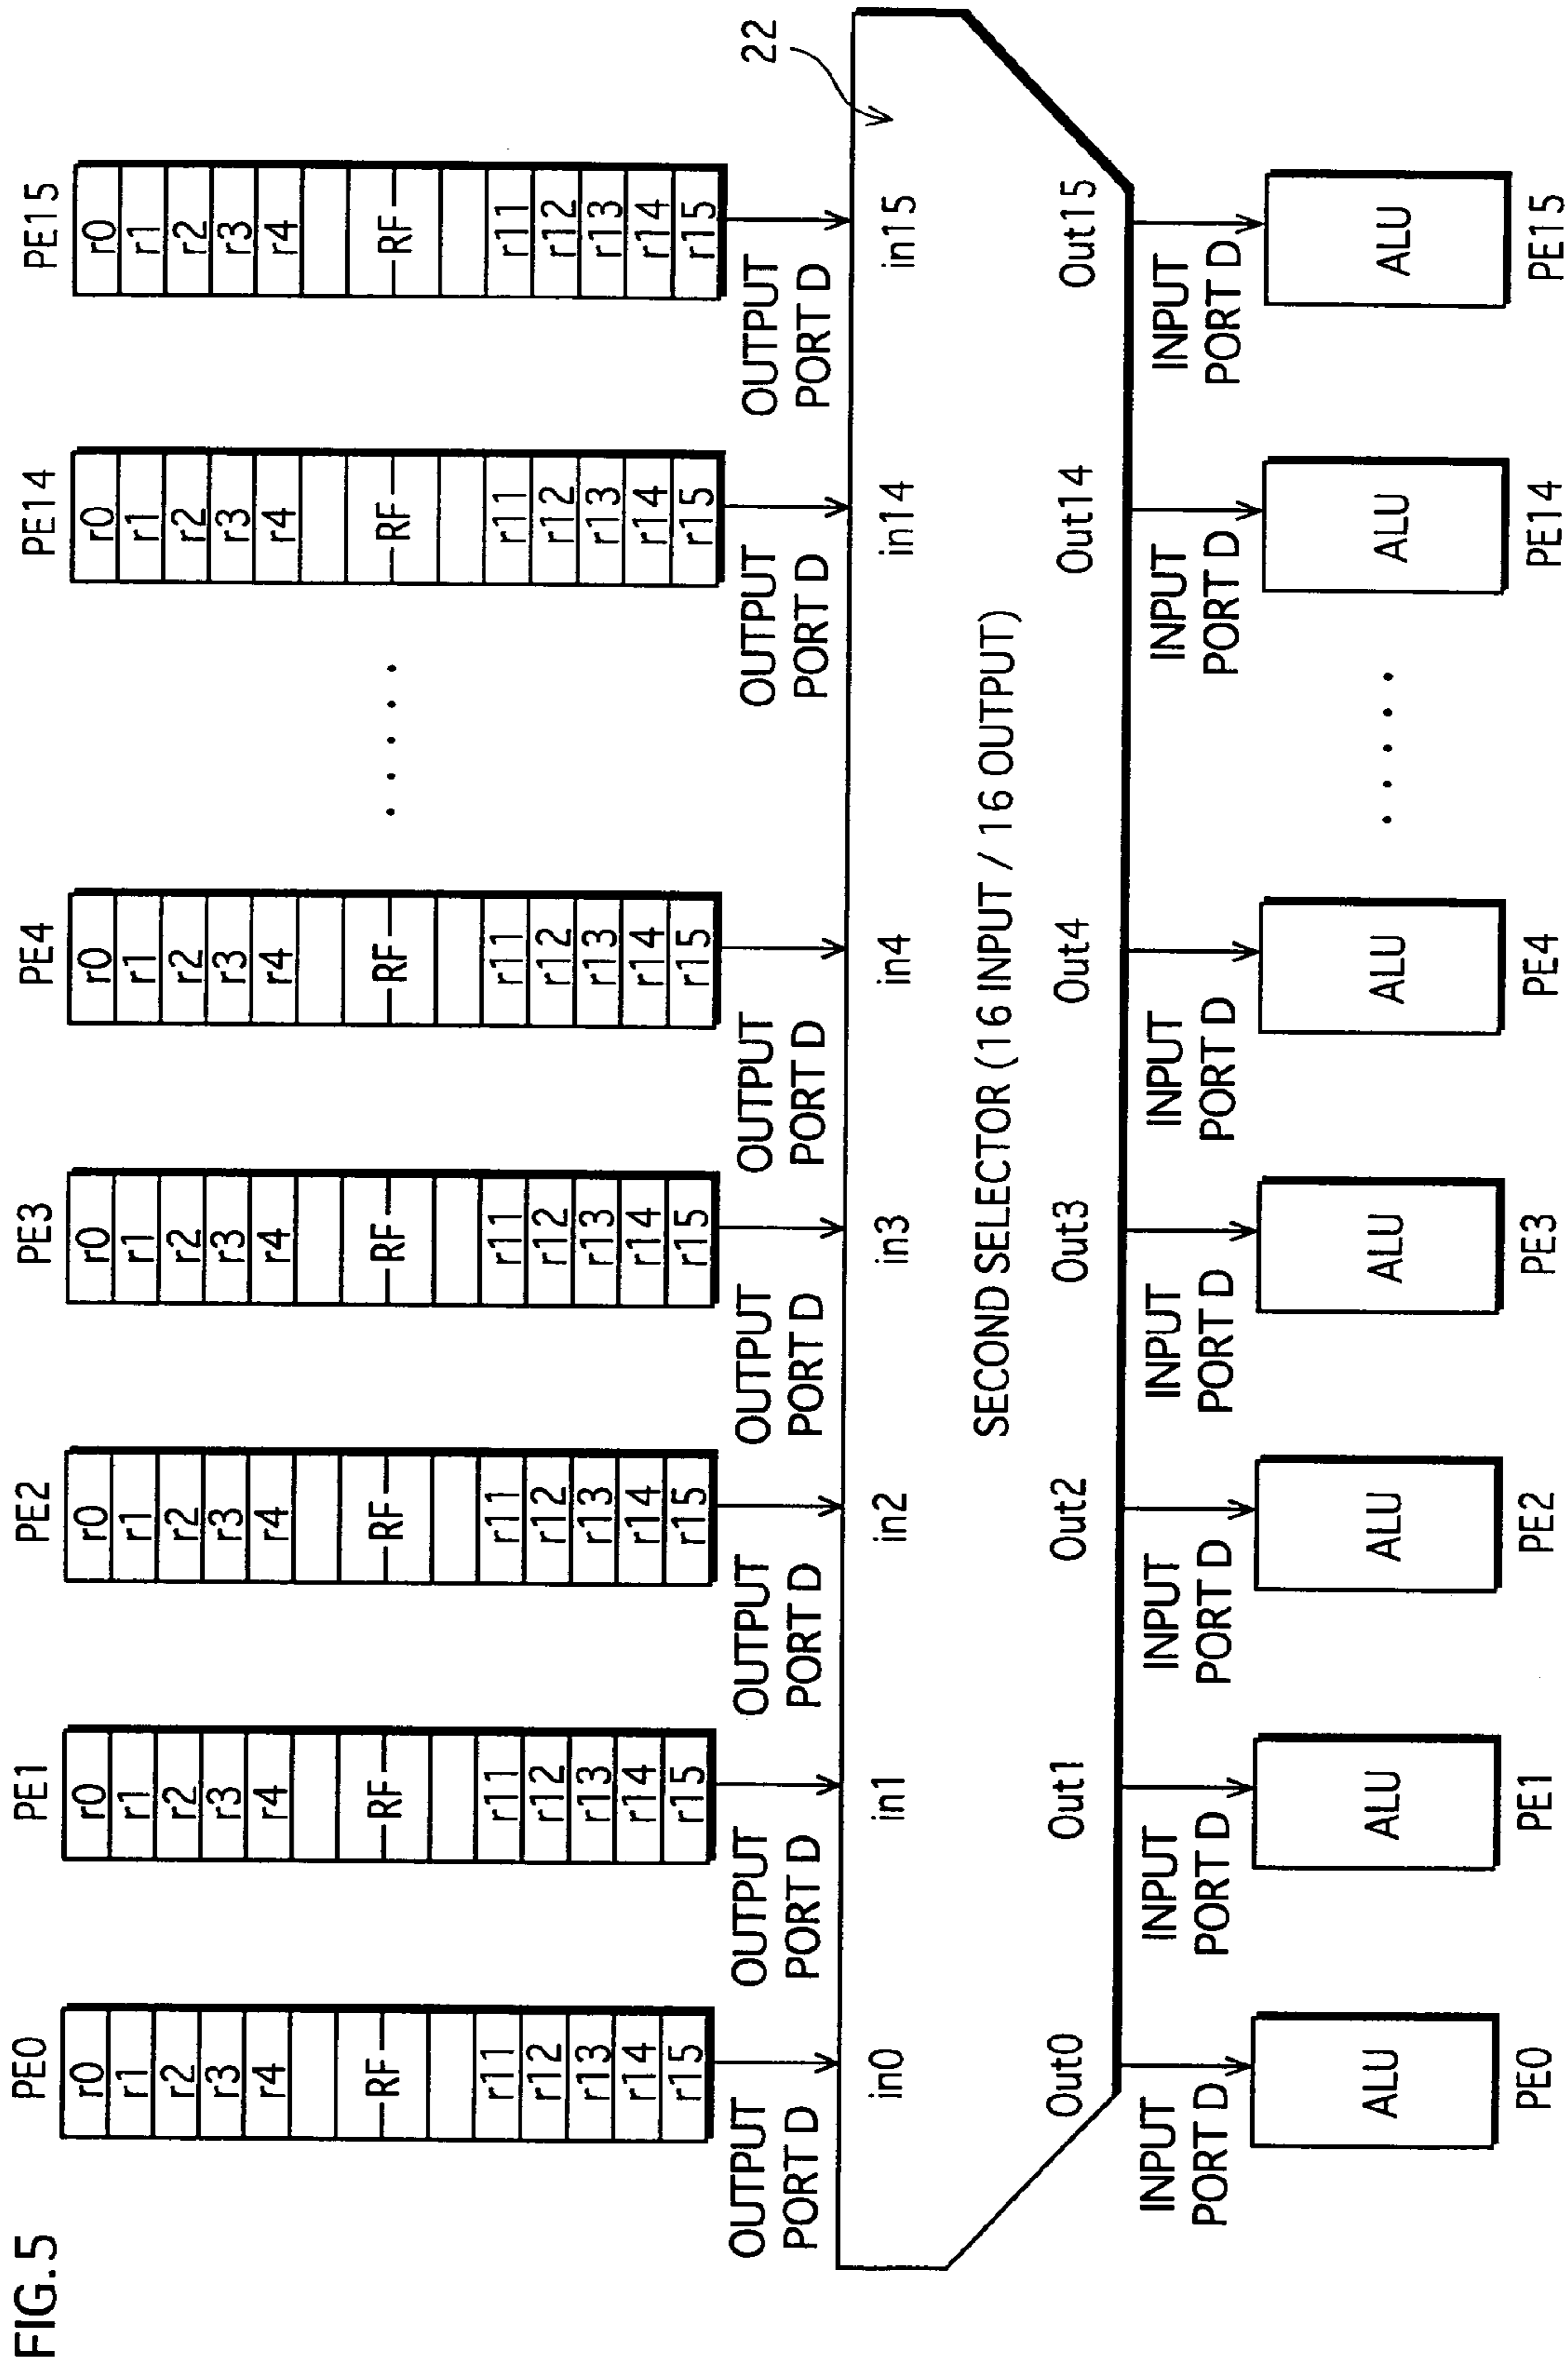 FIG.5
PE0 PE1 PE2 PE3 PE4 PE14 PE15
r0 r0 r0 r0 r0 r0 r0
r1 r1 r1 r1 r1 r1 r1
r2 r2 r2 r2 r2 r2 r2
r3 r3 r3 r3 r3 r3 r3
r4 r4 r4 r4 r4 r4 r4
RF RF RF RF RF RF RF
r11 r11 r11 r11 r11 r11 r11
r12 r12 r12 r12 r12 r12 r12
r13 r13 r13 r13 r13 r13 r13
r14 r14 r14 r14 r14 r14 r14
r15 r15 r15 r15 r15 r15 r15
OUTPUT OUTPUT OUTPUT OUTPUT OUTPUT OUTPUT OUTPUT
PORT D PORT D PORT D PORT D PORT D PORT D PORT D
22
in0 in1 in2 in3 in4 in14 in15
SECOND SELECTOR (16 INPUT / 16 OUTPUT)
Out0 Out1 Out2 Out3 Out4 Out14 Out15
INPUT INPUT INPUT INPUT INPUT INPUT INPUT
PORT D PORT D PORT D PORT D PORT D PORT D PORT D
ALU ALU ALU ALU ALU ALU ALU
PE0 PE1 PE2 PE3 PE4 PE14 PE15